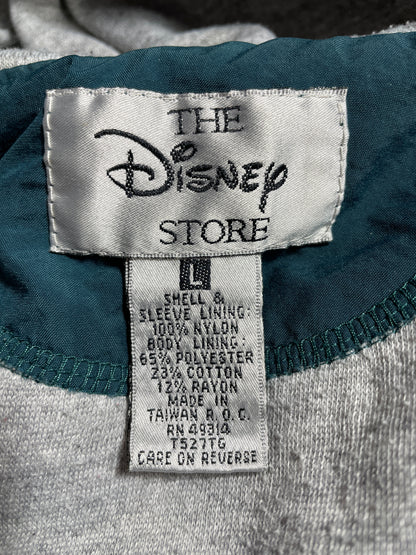 THE
Disney
STORE
L
SHELL &
SLEEVE LINING:
100% NYLON
BODY LINING:
65% POLYESTER
23% COTTON
12% RAYON
MADE IN
TAIWAN R.O.C.
RN 49314
T527TG
CARE ON REVERSE